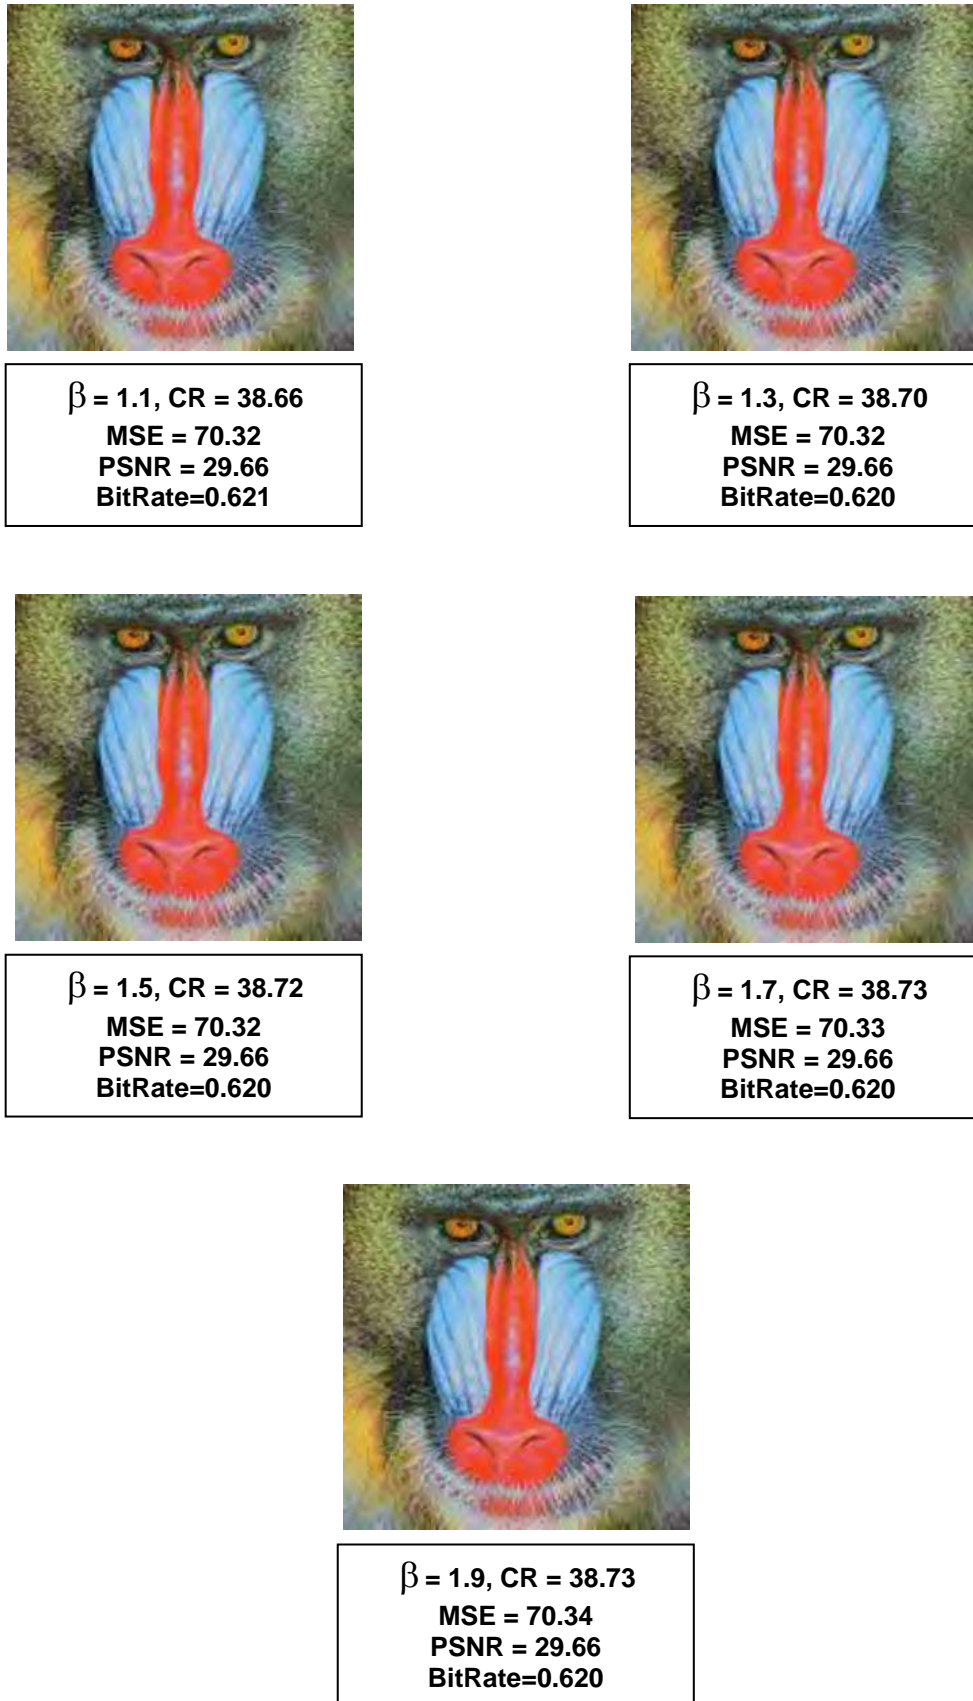 β = 1.1, CR = 38.66
MSE = 70.32
PSNR = 29.66
BitRate=0.621
β = 1.3, CR = 38.70
MSE = 70.32
PSNR = 29.66
BitRate=0.620
β = 1.5, CR = 38.72
MSE = 70.32
PSNR = 29.66
BitRate=0.620
β = 1.7, CR = 38.73
MSE = 70.33
PSNR = 29.66
BitRate=0.620
β = 1.9, CR = 38.73
MSE = 70.34
PSNR = 29.66
BitRate=0.620